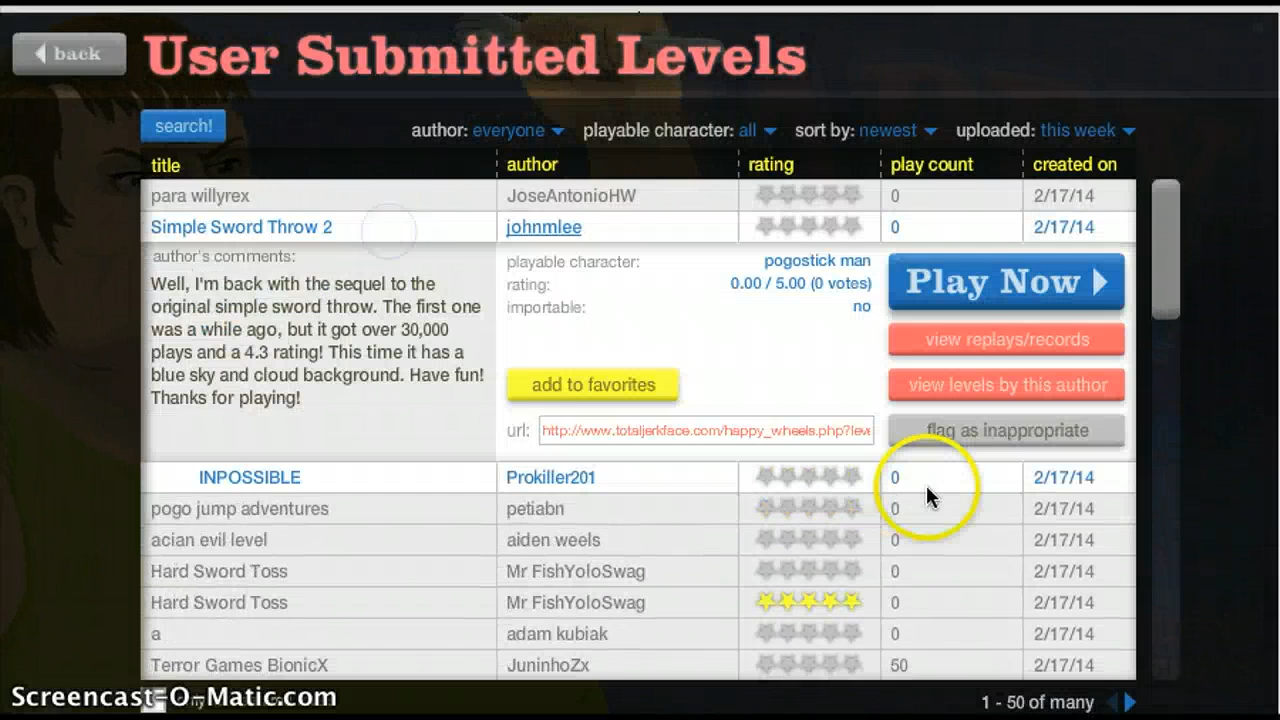 back
User Submitted Levels
search!
author: everyone playable character: all sort by: newest uploaded: this week
title author rating play count created on
para willyrex JoseAntonioHW 0 2/17/14
Simple Sword Throw 2 johnmlee 0 2/17/14
author's comments:
Well, I'm back with the sequel to the
original simple sword throw. The first one
was a while ago, but it got over 30,000
plays and a 4.3 rating! This time it has a
blue sky and cloud background. Have fun!
Thanks for playing!
playable character: pogostick man
rating: 0.00 / 5.00 (0 votes)
importable: no
add to favorites
url: http://www.totaljerkface.com/happy_wheels.php?leve
Play Now
view replays/records
view levels by this author
flag as inappropriate
INPOSSIBLE Prokiller201 0 2/17/14
pogo jump adventures petiabn 0 2/17/14
acian evil level aiden weels 0 2/17/14
Hard Sword Toss Mr FishYoloSwag 0 2/17/14
Hard Sword Toss Mr FishYoloSwag 0 2/17/14
a adam kubiak 0 2/17/14
Terror Games BionicX JuninhoZx 50 2/17/14
Screencast-O-Matic.com
1 - 50 of many